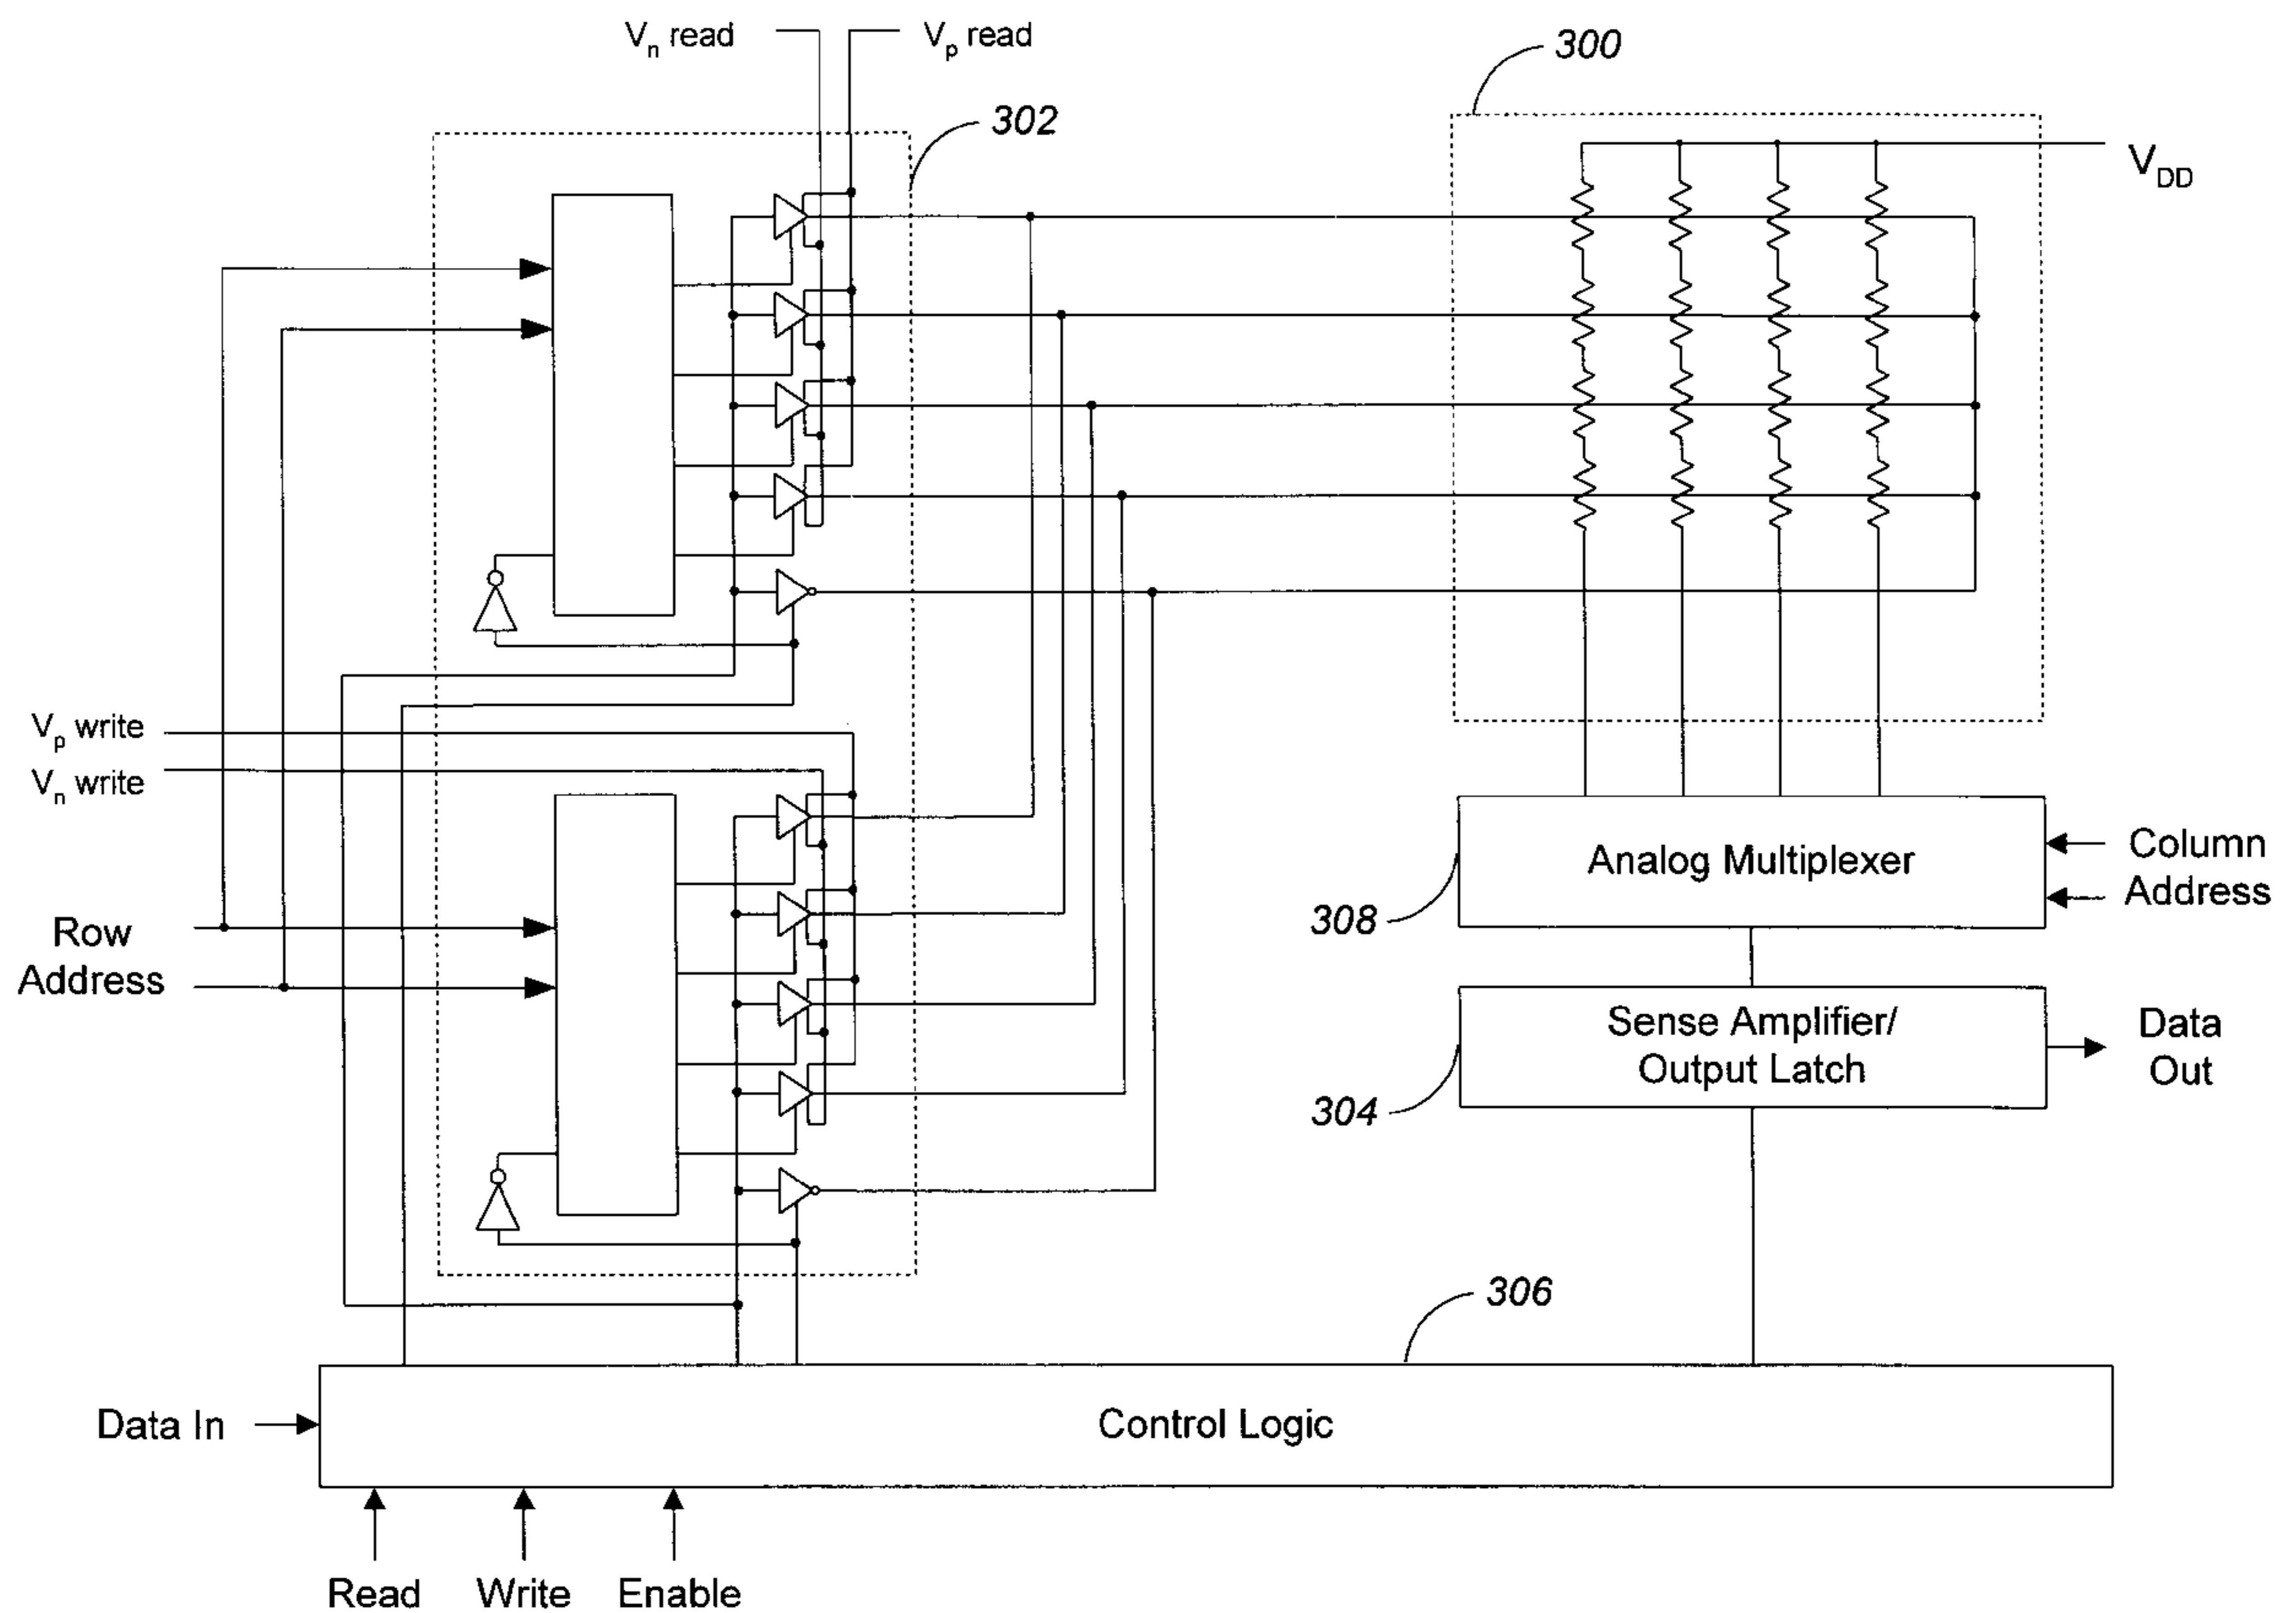 Vn read
Vp read
300
302
VDD
Vp write
Vn write
Row
Address
Analog Multiplexer
308
Column
Address
Sense Amplifier/
Output Latch
304
Data
Out
306
Data In
Control Logic
Read
Write
Enable